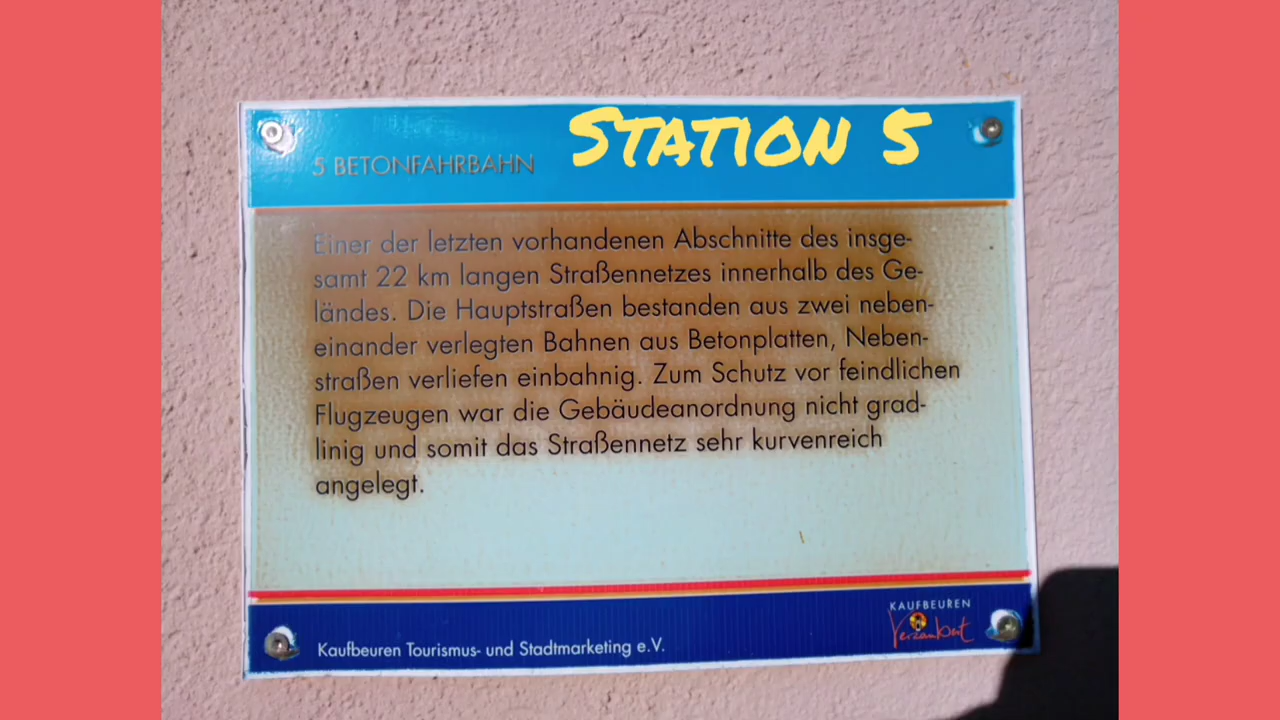 STATION 5
5 BETONFAHRBAHN
Einer der letzten vorhandenen Abschnitte des insge-
samt 22 km langen Straßennetzes innerhalb des Ge-
ländes. Die Hauptstraßen bestanden aus zwei neben-
einander verlegten Bahnen aus Betonplatten, Neben-
straßen verliefen einbahnig. Zum Schutz vor feindlichen
Flugzeugen war die Gebäudeanordnung nicht grad-
linig und somit das Straßennetz sehr kurvenreich
angelegt.
KAUFBEUREN
Verzaubert
Kaufbeuren Tourismus- und Stadtmarketing e.V.